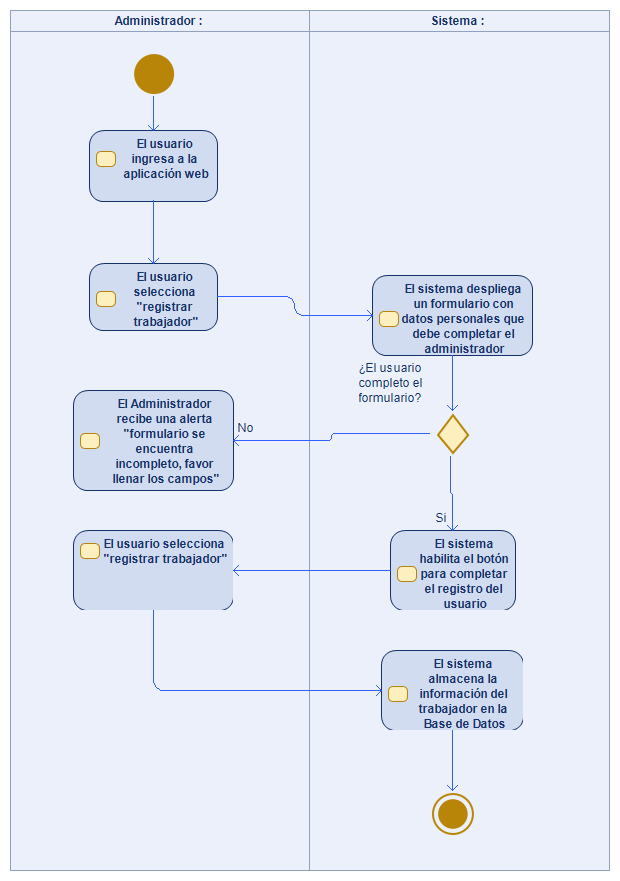 Administrador :
Sistema :
El usuario
ingresa a la
aplicación web
El usuario
selecciona
"registrar
trabajador"
El sistema despliega
un formulario con
datos personales que
debe completar el
administrador
¿El usuario
completo el
formulario?
El Administrador
recibe una alerta
"formulario se
encuentra
incompleto, favor
llenar los campos"
No
Si
El usuario selecciona
"registrar trabajador"
El sistema
habilita el botón
para completar
el registro del
usuario
El sistema
almacena la
información del
trabajador en la
Base de Datos